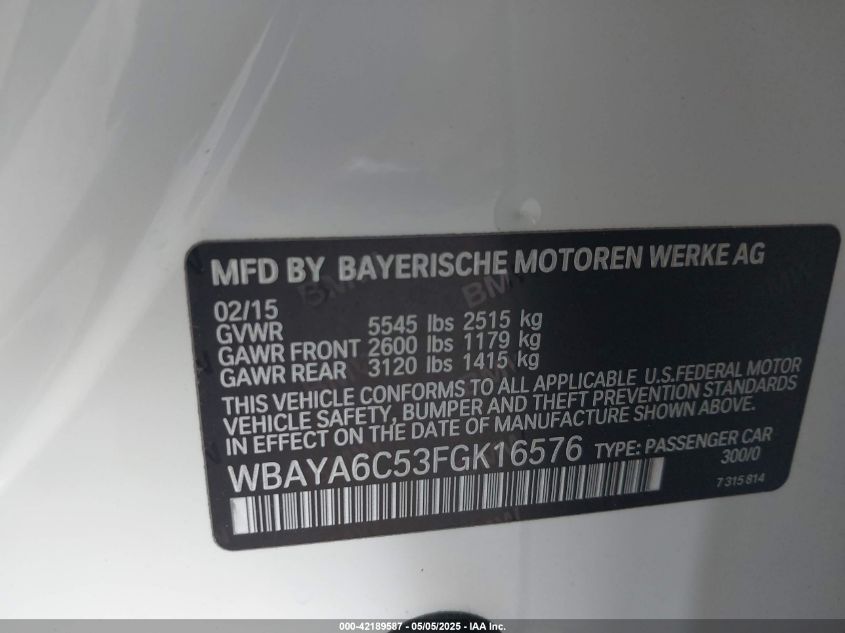 MFD BY BAYERISCHE MOTOREN WERKE AG
02/15
GVWR 5545 lbs 2515 kg
GAWR FRONT 2600 lbs 1179 kg
GAWR REAR 3120 lbs 1415 kg
THIS VEHICLE CONFORMS TO ALL APPLICABLE U.S.FEDERAL MOTOR
VEHICLE SAFETY, BUMPER AND THEFT PREVENTION STANDARDS
IN EFFECT ON THE DATE OF MANUFACTURE SHOWN ABOVE.
WBAYA6C53FGK16576 TYPE: PASSENGER CAR
300/0
7 315 814
000-42189587 - 05/05/2025 - IAA Inc.